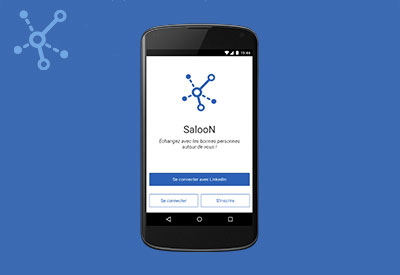 15:44
SalooN
Échangez avec les bonnes personnes
autour de vous !
Se connecter avec LinkedIn
Se connecter
S'inscrire